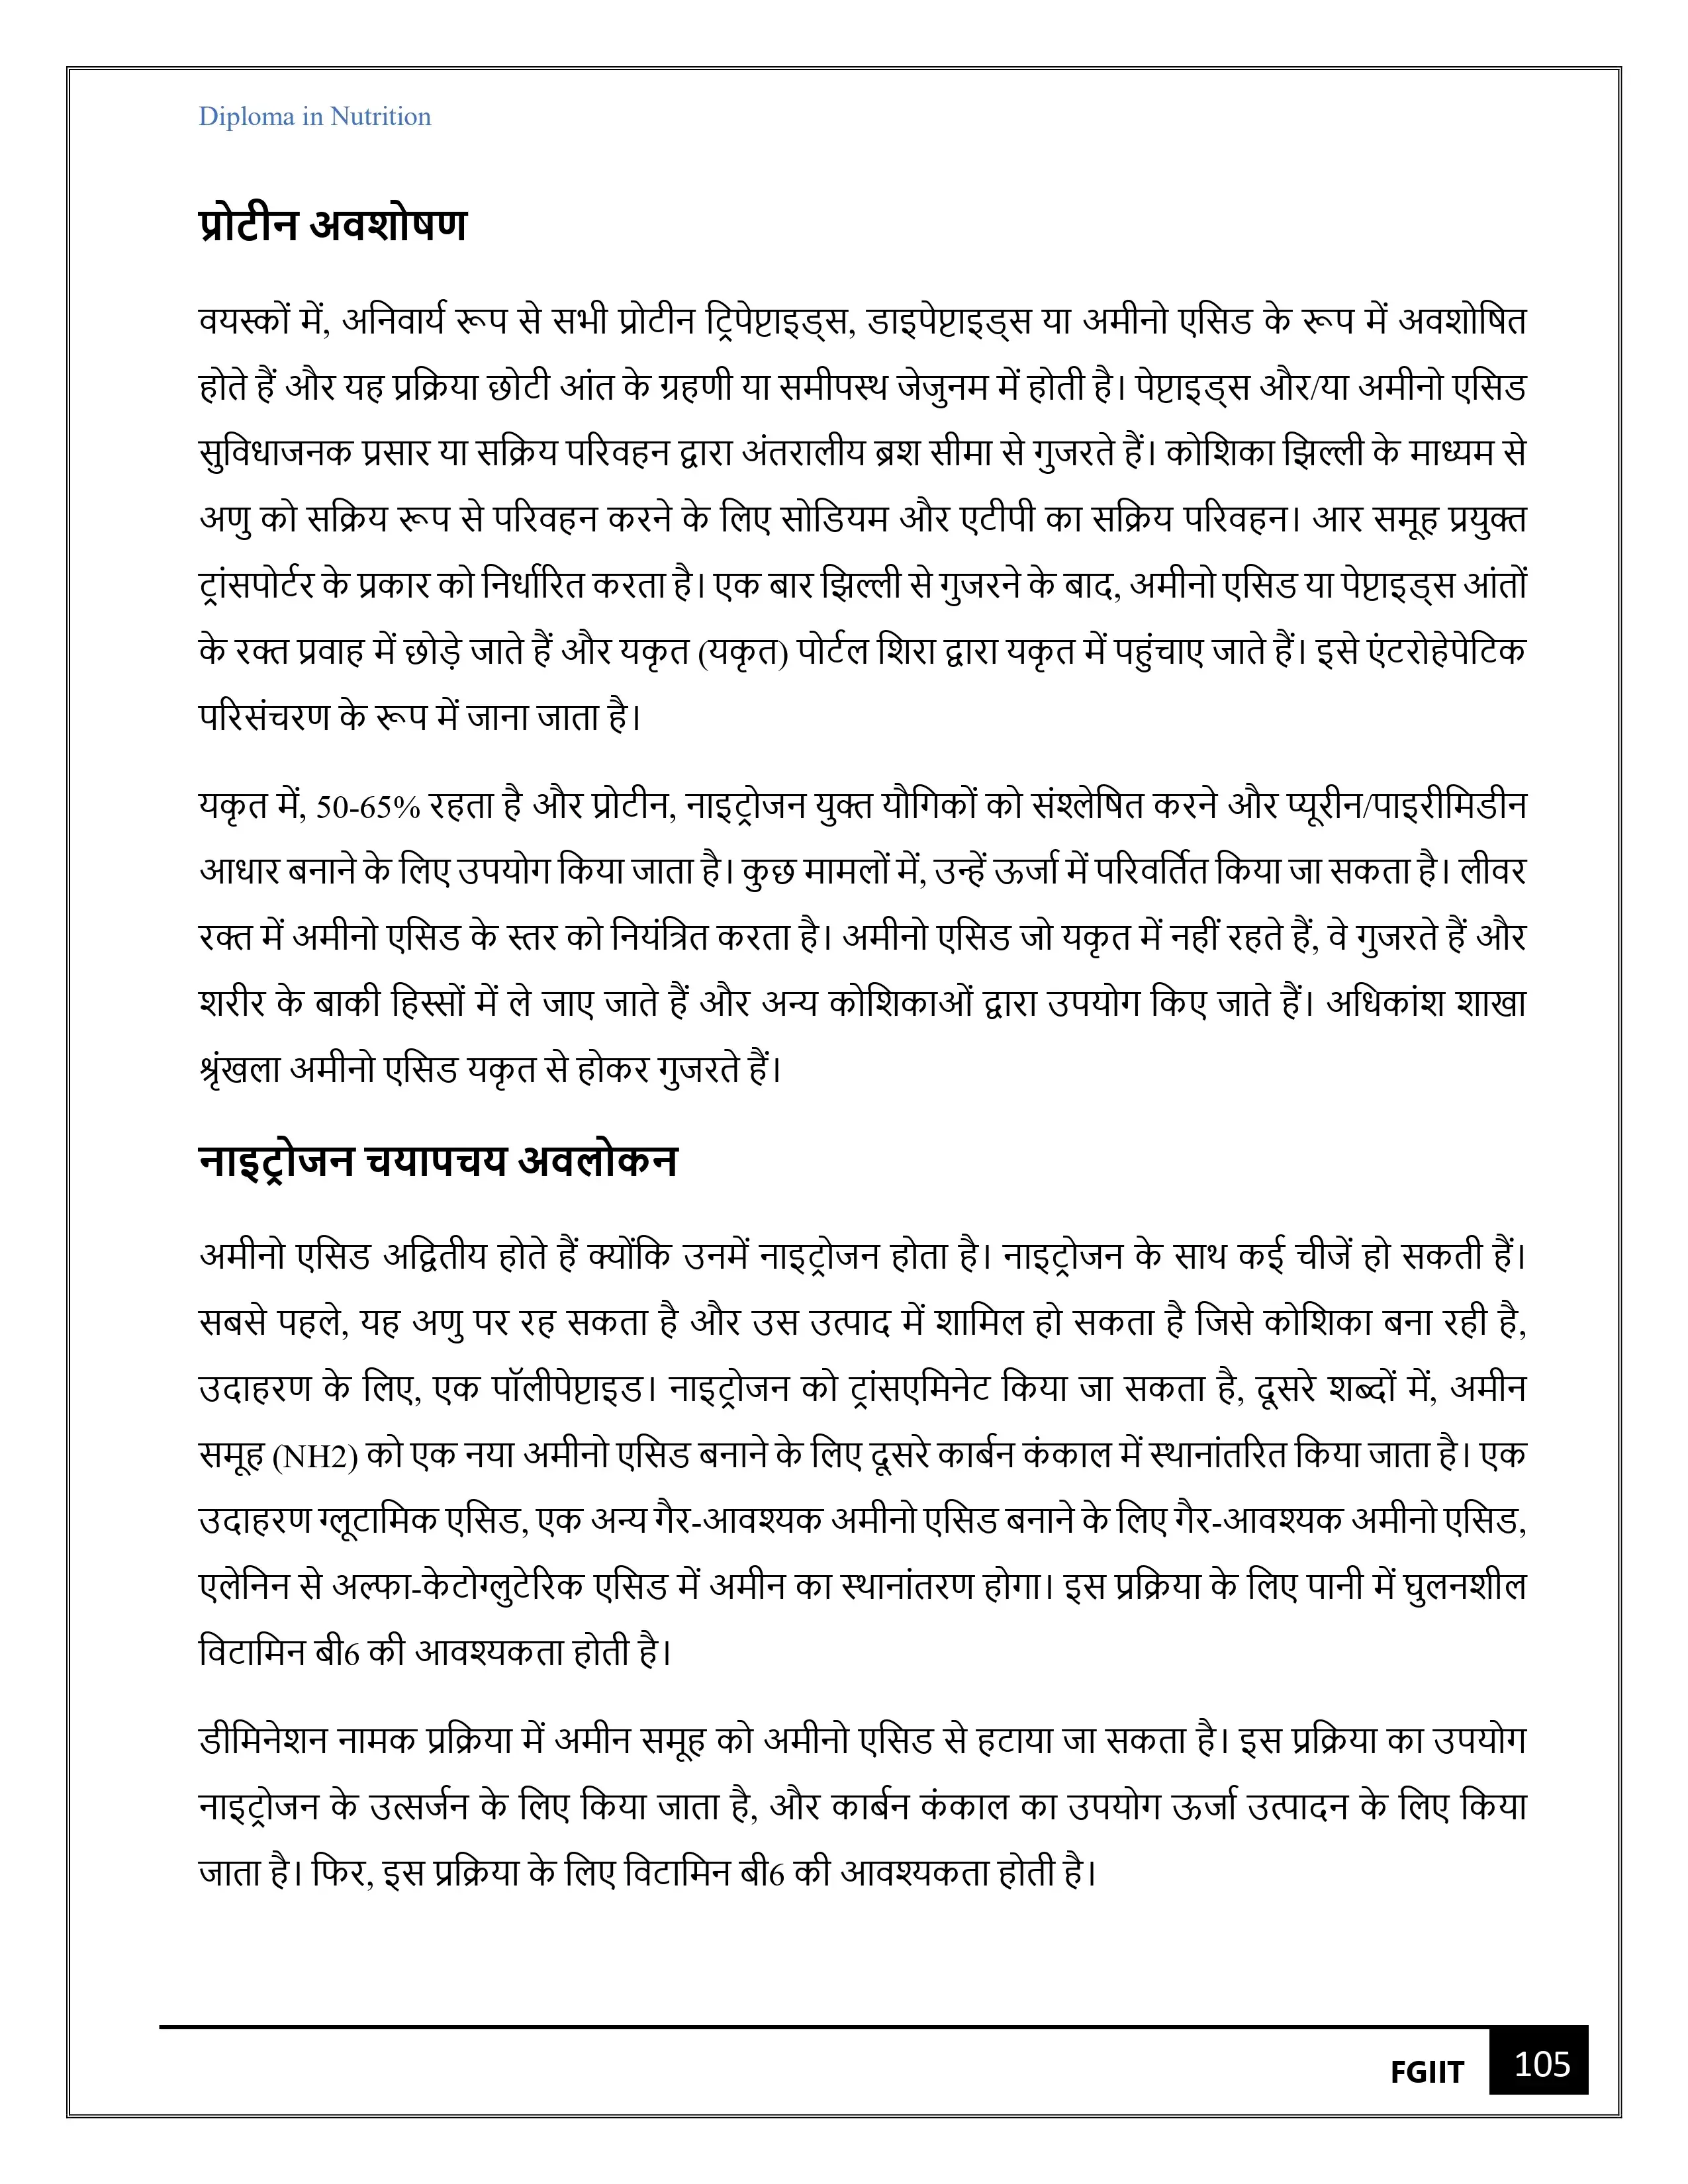 Diploma in Nutrition
प्रोटीन अवशोषण
वयस्कों में, अनिवार्य रूप से सभी प्रोटीन ट्रिपेप्टाइड्स, डाइपेप्टाइड्स या अमीनो एसिड के रूप में अवशोषित
होते हैं और यह प्रक्रिया छोटी आंत के ग्रहणी या समीपस्थ जेजुनम में होती है। पेप्टाइड्स और/या अमीनो एसिड
सुविधाजनक प्रसार या सक्रिय परिवहन द्वारा अंतरालीय ब्रश सीमा से गुजरते हैं। कोशिका झिल्ली के माध्यम से
अणु को सक्रिय रूप से परिवहन करने के लिए सोडियम और एटीपी का सक्रिय परिवहन। आर समूह प्रयुक्त
ट्रांसपोर्टर के प्रकार को निर्धारित करता है। एक बार झिल्ली से गुजरने के बाद, अमीनो एसिड या पेप्टाइड्स आंतों
के रक्त प्रवाह में छोड़े जाते हैं और यकृत (यकृत) पोर्टल शिरा द्वारा यकृत में पहुंचाए जाते हैं। इसे एंटरोहेपेटिक
परिसंचरण के रूप में जाना जाता है।
यकृत में, 50-65% रहता है और प्रोटीन, नाइट्रोजन युक्त यौगिकों को संश्लेषित करने और प्यूरीन/पाइरीमिडीन
आधार बनाने के लिए उपयोग किया जाता है। कुछ मामलों में, उन्हें ऊर्जा में परिवर्तित किया जा सकता है। लीवर
रक्त में अमीनो एसिड के स्तर को नियंत्रित करता है। अमीनो एसिड जो यकृत में नहीं रहते हैं, वे गुजरते हैं और
शरीर के बाकी हिस्सों में ले जाए जाते हैं और अन्य कोशिकाओं द्वारा उपयोग किए जाते हैं। अधिकांश शाखा
श्रृंखला अमीनो एसिड यकृत से होकर गुजरते हैं।
नाइट्रोजन चयापचय अवलोकन
अमीनो एसिड अद्वितीय होते हैं क्योंकि उनमें नाइट्रोजन होता है। नाइट्रोजन के साथ कई चीजें हो सकती हैं।
सबसे पहले, यह अणु पर रह सकता है और उस उत्पाद में शामिल हो सकता है जिसे कोशिका बना रही है,
उदाहरण के लिए, एक पॉलीपेप्टाइड। नाइट्रोजन को ट्रांसएमिनेट किया जा सकता है, दूसरे शब्दों में, अमीन
समूह (NH2) को एक नया अमीनो एसिड बनाने के लिए दूसरे कार्बन कंकाल में स्थानांतरित किया जाता है। एक
उदाहरण ग्लूटामिक एसिड, एक अन्य गैर-आवश्यक अमीनो एसिड बनाने के लिए गैर-आवश्यक अमीनो एसिड,
एलेनिन से अल्फा-केटोग्लुटेरिक एसिड में अमीन का स्थानांतरण होगा। इस प्रक्रिया के लिए पानी में घुलनशील
विटामिन बी6 की आवश्यकता होती है।
डीमिनेशन नामक प्रक्रिया में अमीन समूह को अमीनो एसिड से हटाया जा सकता है। इस प्रक्रिया का उपयोग
नाइट्रोजन के उत्सर्जन के लिए किया जाता है, और कार्बन कंकाल का उपयोग ऊर्जा उत्पादन के लिए किया
जाता है। फिर, इस प्रक्रिया के लिए विटामिन बी6 की आवश्यकता होती है।
FGIIT 105